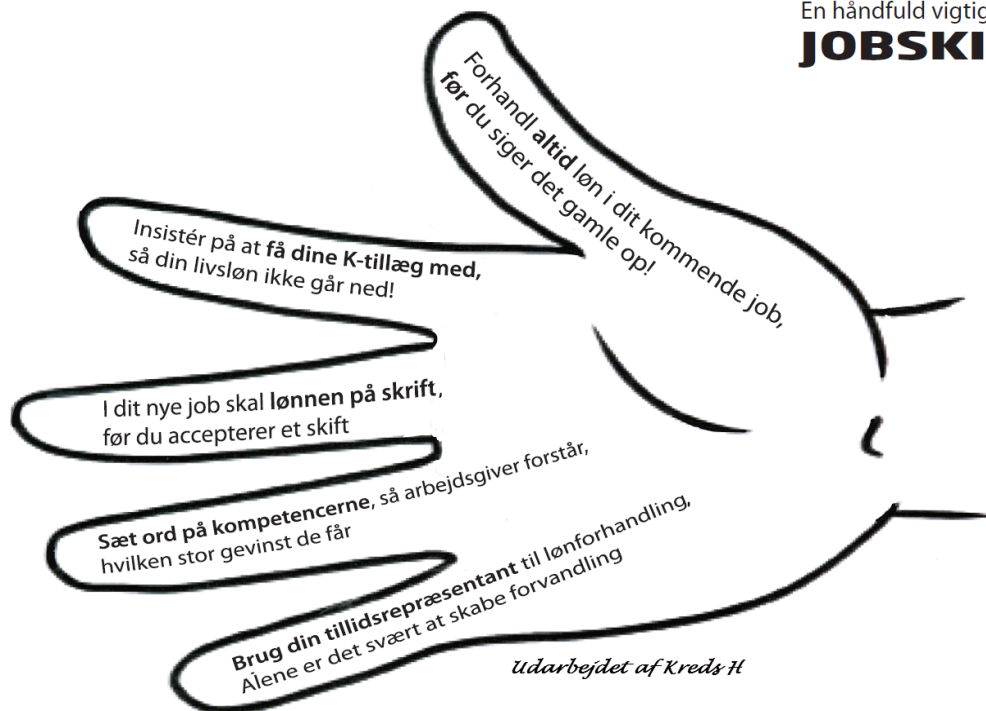 En håndfuld vigtig
JOBSKI
Forhandl altid løn i dit kommende job,
før du siger det gamle op!
Insistér på at få dine K-tillæg med,
så din livsløn ikke går ned!
I dit nye job skal lønnen på skrift,
før du accepterer et skift
Sæt ord på kompetencerne, så arbejdsgiver forstår,
hvilken stor gevinst de får
Brug din tillidsrepræsentant til lønforhandling,
Alene er det svært at skabe forvandling
Udarbejdet af Kreds H